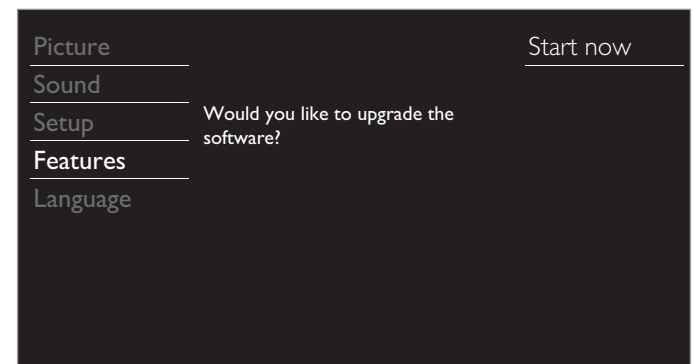 Picture
Sound
Setup
Features
Language
Would you like to upgrade the
software?
Start now